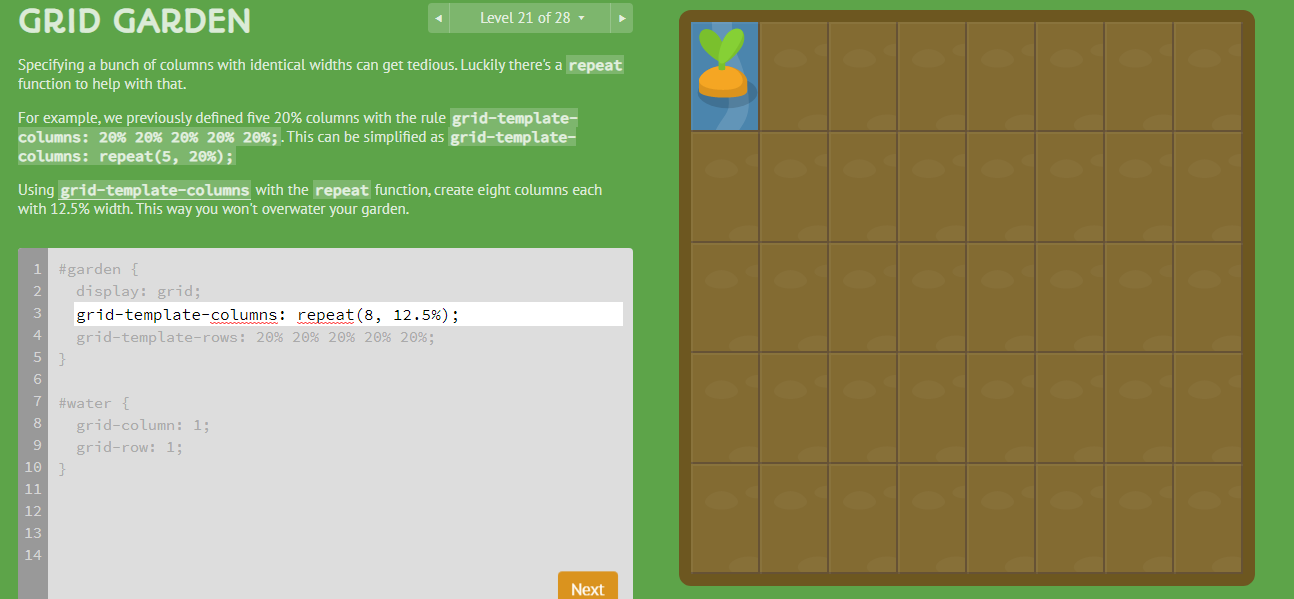 GRID GARDEN
◄ Level 21 of 28 ▾ ►
Specifying a bunch of columns with identical widths can get tedious. Luckily there's a repeat
function to help with that.
For example, we previously defined five 20% columns with the rule grid-template-
columns: 20% 20% 20% 20% 20%;. This can be simplified as grid-template-
columns: repeat(5, 20%);
Using grid-template-columns with the repeat function, create eight columns each
with 12.5% width. This way you won't overwater your garden.
1 #garden {
2 display: grid;
3 grid-template-columns: repeat(8, 12.5%);
4 grid-template-rows: 20% 20% 20% 20% 20%;
5 }
6
7 #water {
8 grid-column: 1;
9 grid-row: 1;
10 }
11
12
13
14
Next